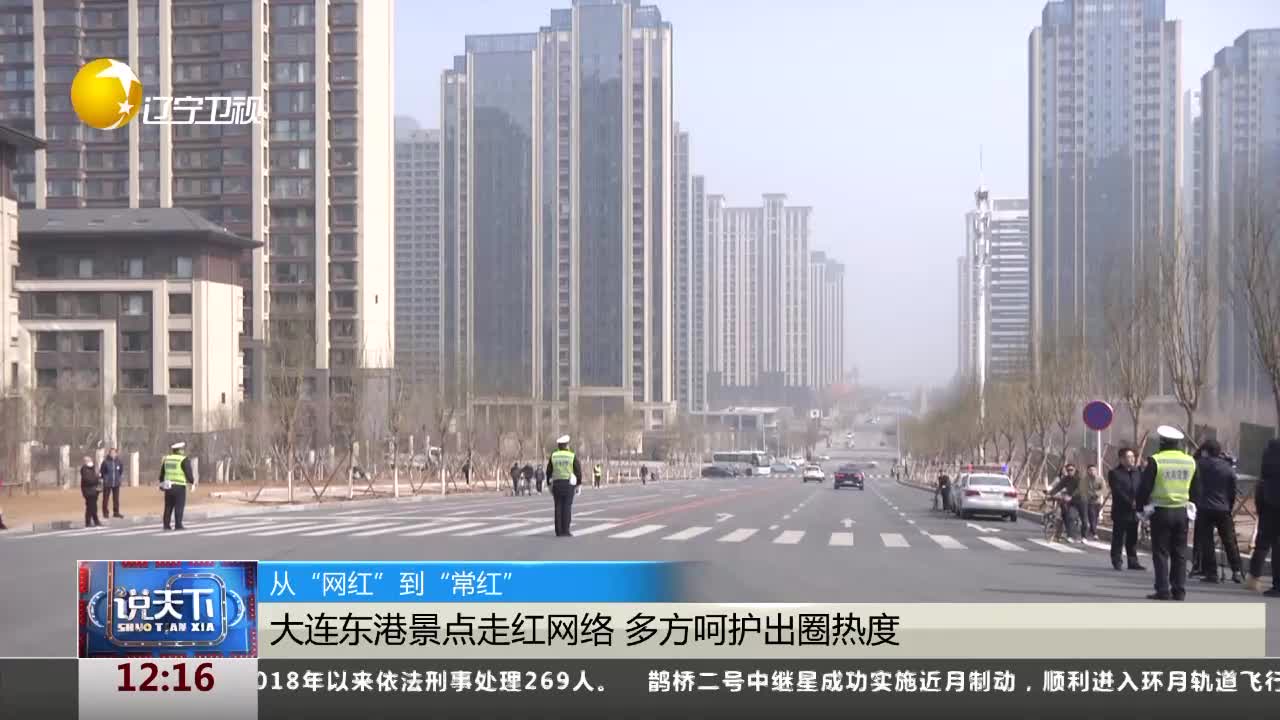 辽宁卫视
从“网红”到“常红”
说天下
SHUO TIAN XIA
大连东港景点走红网络 多方呵护出圈热度
12:16
018年以来依法刑事处理269人。 鹊桥二号中继星成功实施近月制动，顺利进入环月轨道飞行